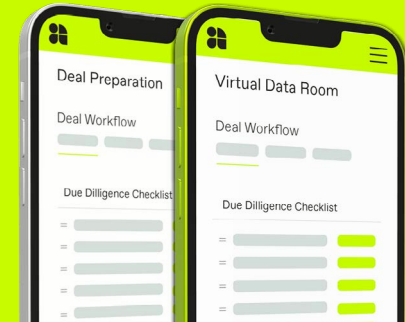 Deal Preparation
Deal Workflow
Due Dilligence Checklist
Virtual Data Room
Deal Workflow
Due Dilligence Checklist